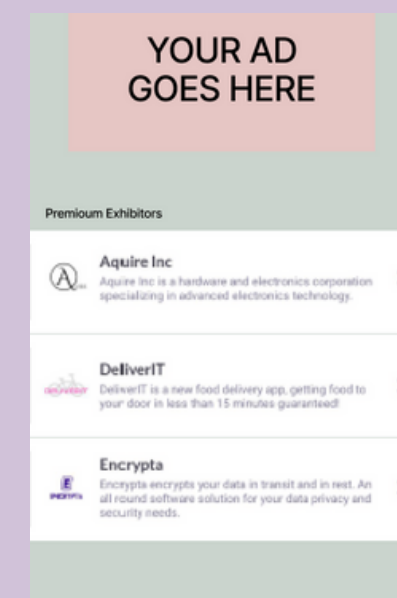 YOUR AD
GOES HERE
Premioum Exhibitors
Aquire Inc
Aquire Inc is a hardware and electronics corporation
specializing in advanced electronics technology.
DeliverIT
DeliverIT is a new food delivery app, getting food to
your door in less than 15 minutes guaranteed!
Encrypta
Encrypta encrypts your data in transit and in rest. An
all round software solution for your data privacy and
security needs.